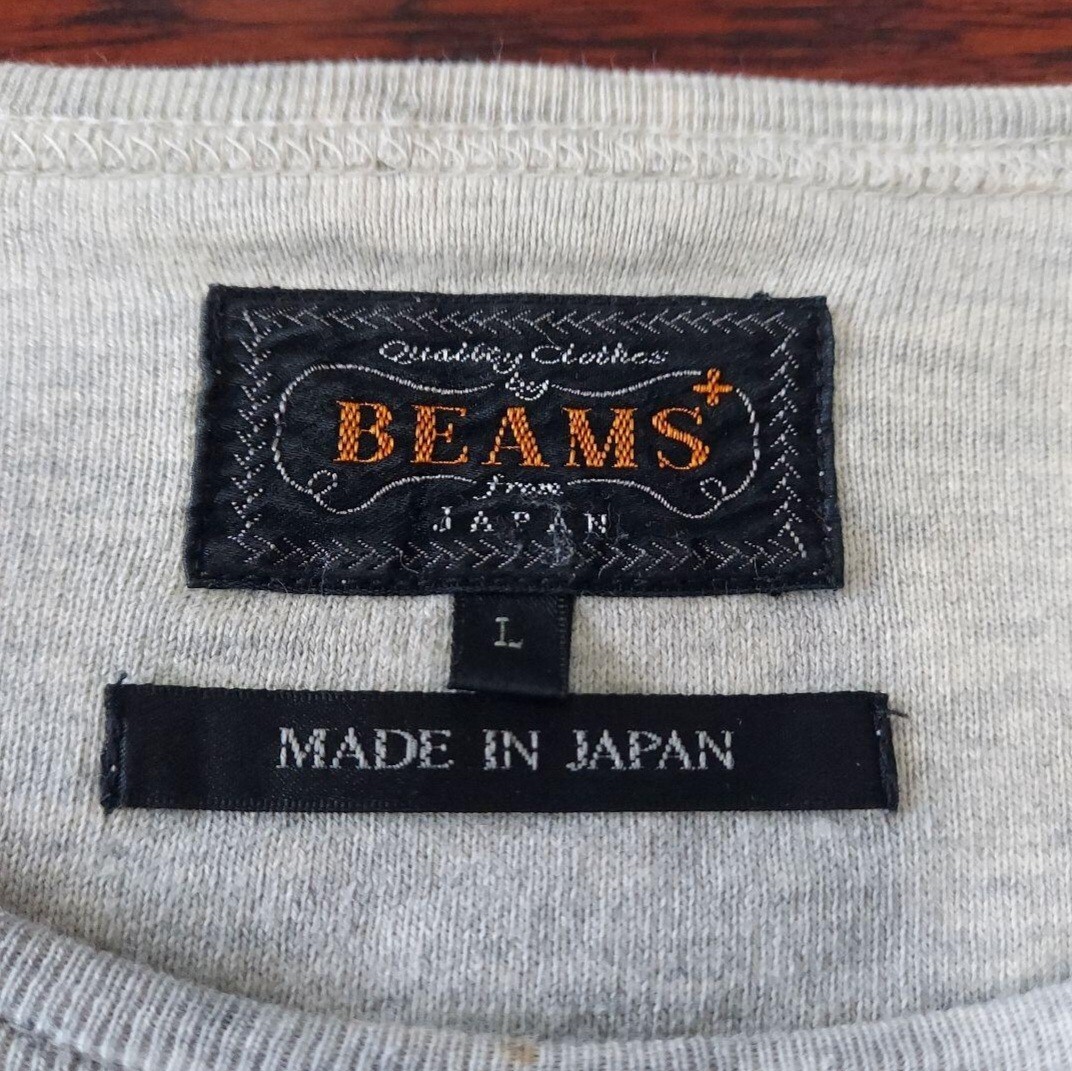 Quality Clothes
by
BEAMS+
from
JAPAN
L
MADE IN JAPAN